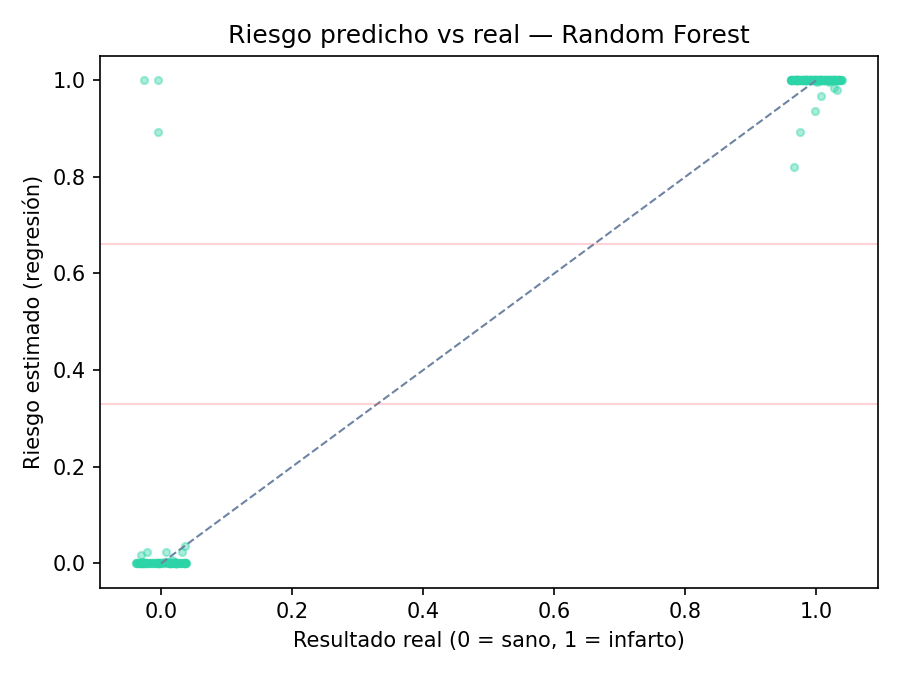 Riesgo predicho vs real — Random Forest
Riesgo estimado (regresión)
1.0
0.8
0.6
0.4
0.2
0.0
0.0 0.2 0.4 0.6 0.8 1.0
Resultado real (0 = sano, 1 = infarto)